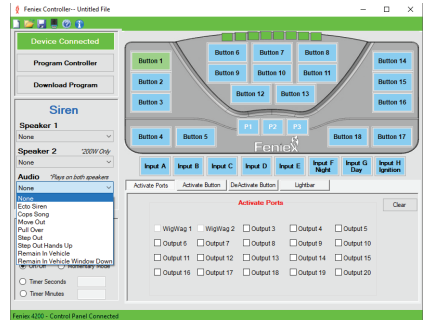 Feniex Controller-- Untitled File
Device Connected
Program Controller
Download Program
Siren
Speaker 1
None
Speaker 2 *200W Only
None
Audio *Plays on both speakers
None
None
Ecto Siren
Cops Song
Move Out
Pull Over
Step Out
Step Out Hands Up
Remain In Vehicle
Remain In Vehicle Window Down
On/Off Momentary Mode
Timer Seconds
Timer Minutes
Button 6 Button 7 Button 8
Button 1 Button 14
Button 9 Button 10 Button 11
Button 2 Button 15
Button 12 Button 13
Button 3 Button 16
P1 P2 P3
Button 4 Button 5 Button 18 Button 17
Feniex
Input A Input B Input C Input D Input E Input F Night Input G Day Input H Ignition
Activate Ports Activate Button DeActivate Button Lightbar
Activate Ports Clear
WigWag 1 WigWag 2 Output 3 Output 4 Output 5
Output 6 Output 7 Output 8 Output 9 Output 10
Output 11 Output 12 Output 13 Output 14 Output 15
Output 16 Output 17 Output 18 Output 19 Output 20
Feniex 4200 - Control Panel Connected